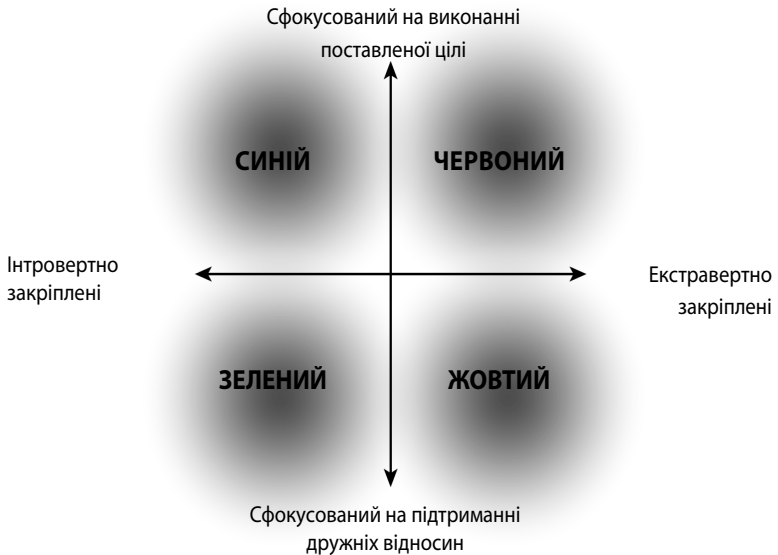 Сфокусований на виконанні
поставленої цілі
СИНІЙ
ЧЕРВОНИЙ
Інтровертно
закріплені
Екстравертно
закріплені
ЗЕЛЕНИЙ
ЖОВТИЙ
Сфокусований на підтриманні
дружніх відносин